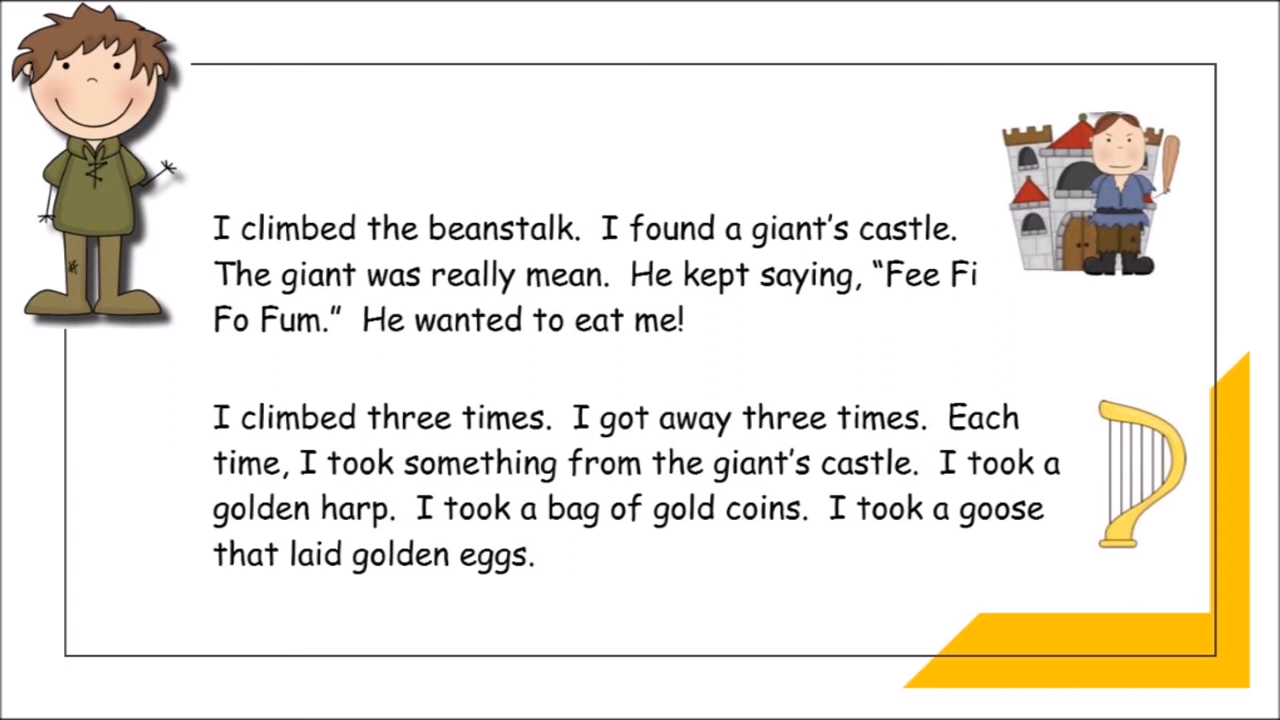 I climbed the beanstalk.  I found a giant’s castle.
The giant was really mean.  He kept saying, “Fee Fi
Fo Fum.”  He wanted to eat me!
I climbed three times.  I got away three times.  Each
time, I took something from the giant’s castle.  I took a
golden harp.  I took a bag of gold coins.  I took a goose
that laid golden eggs.